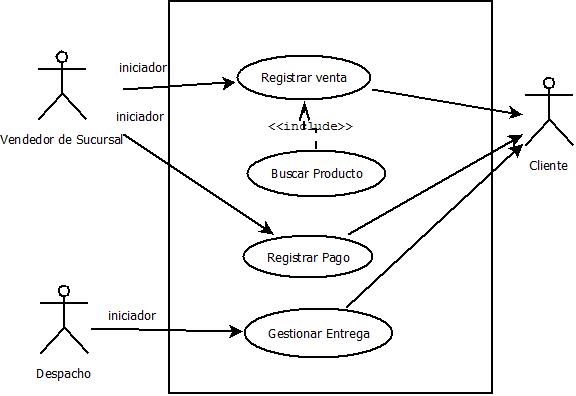 iniciador
Registrar venta
iniciador
<<include>>
Vendedor de Sucursal
Cliente
Buscar Producto
Registrar Pago
iniciador
Gestionar Entrega
Despacho